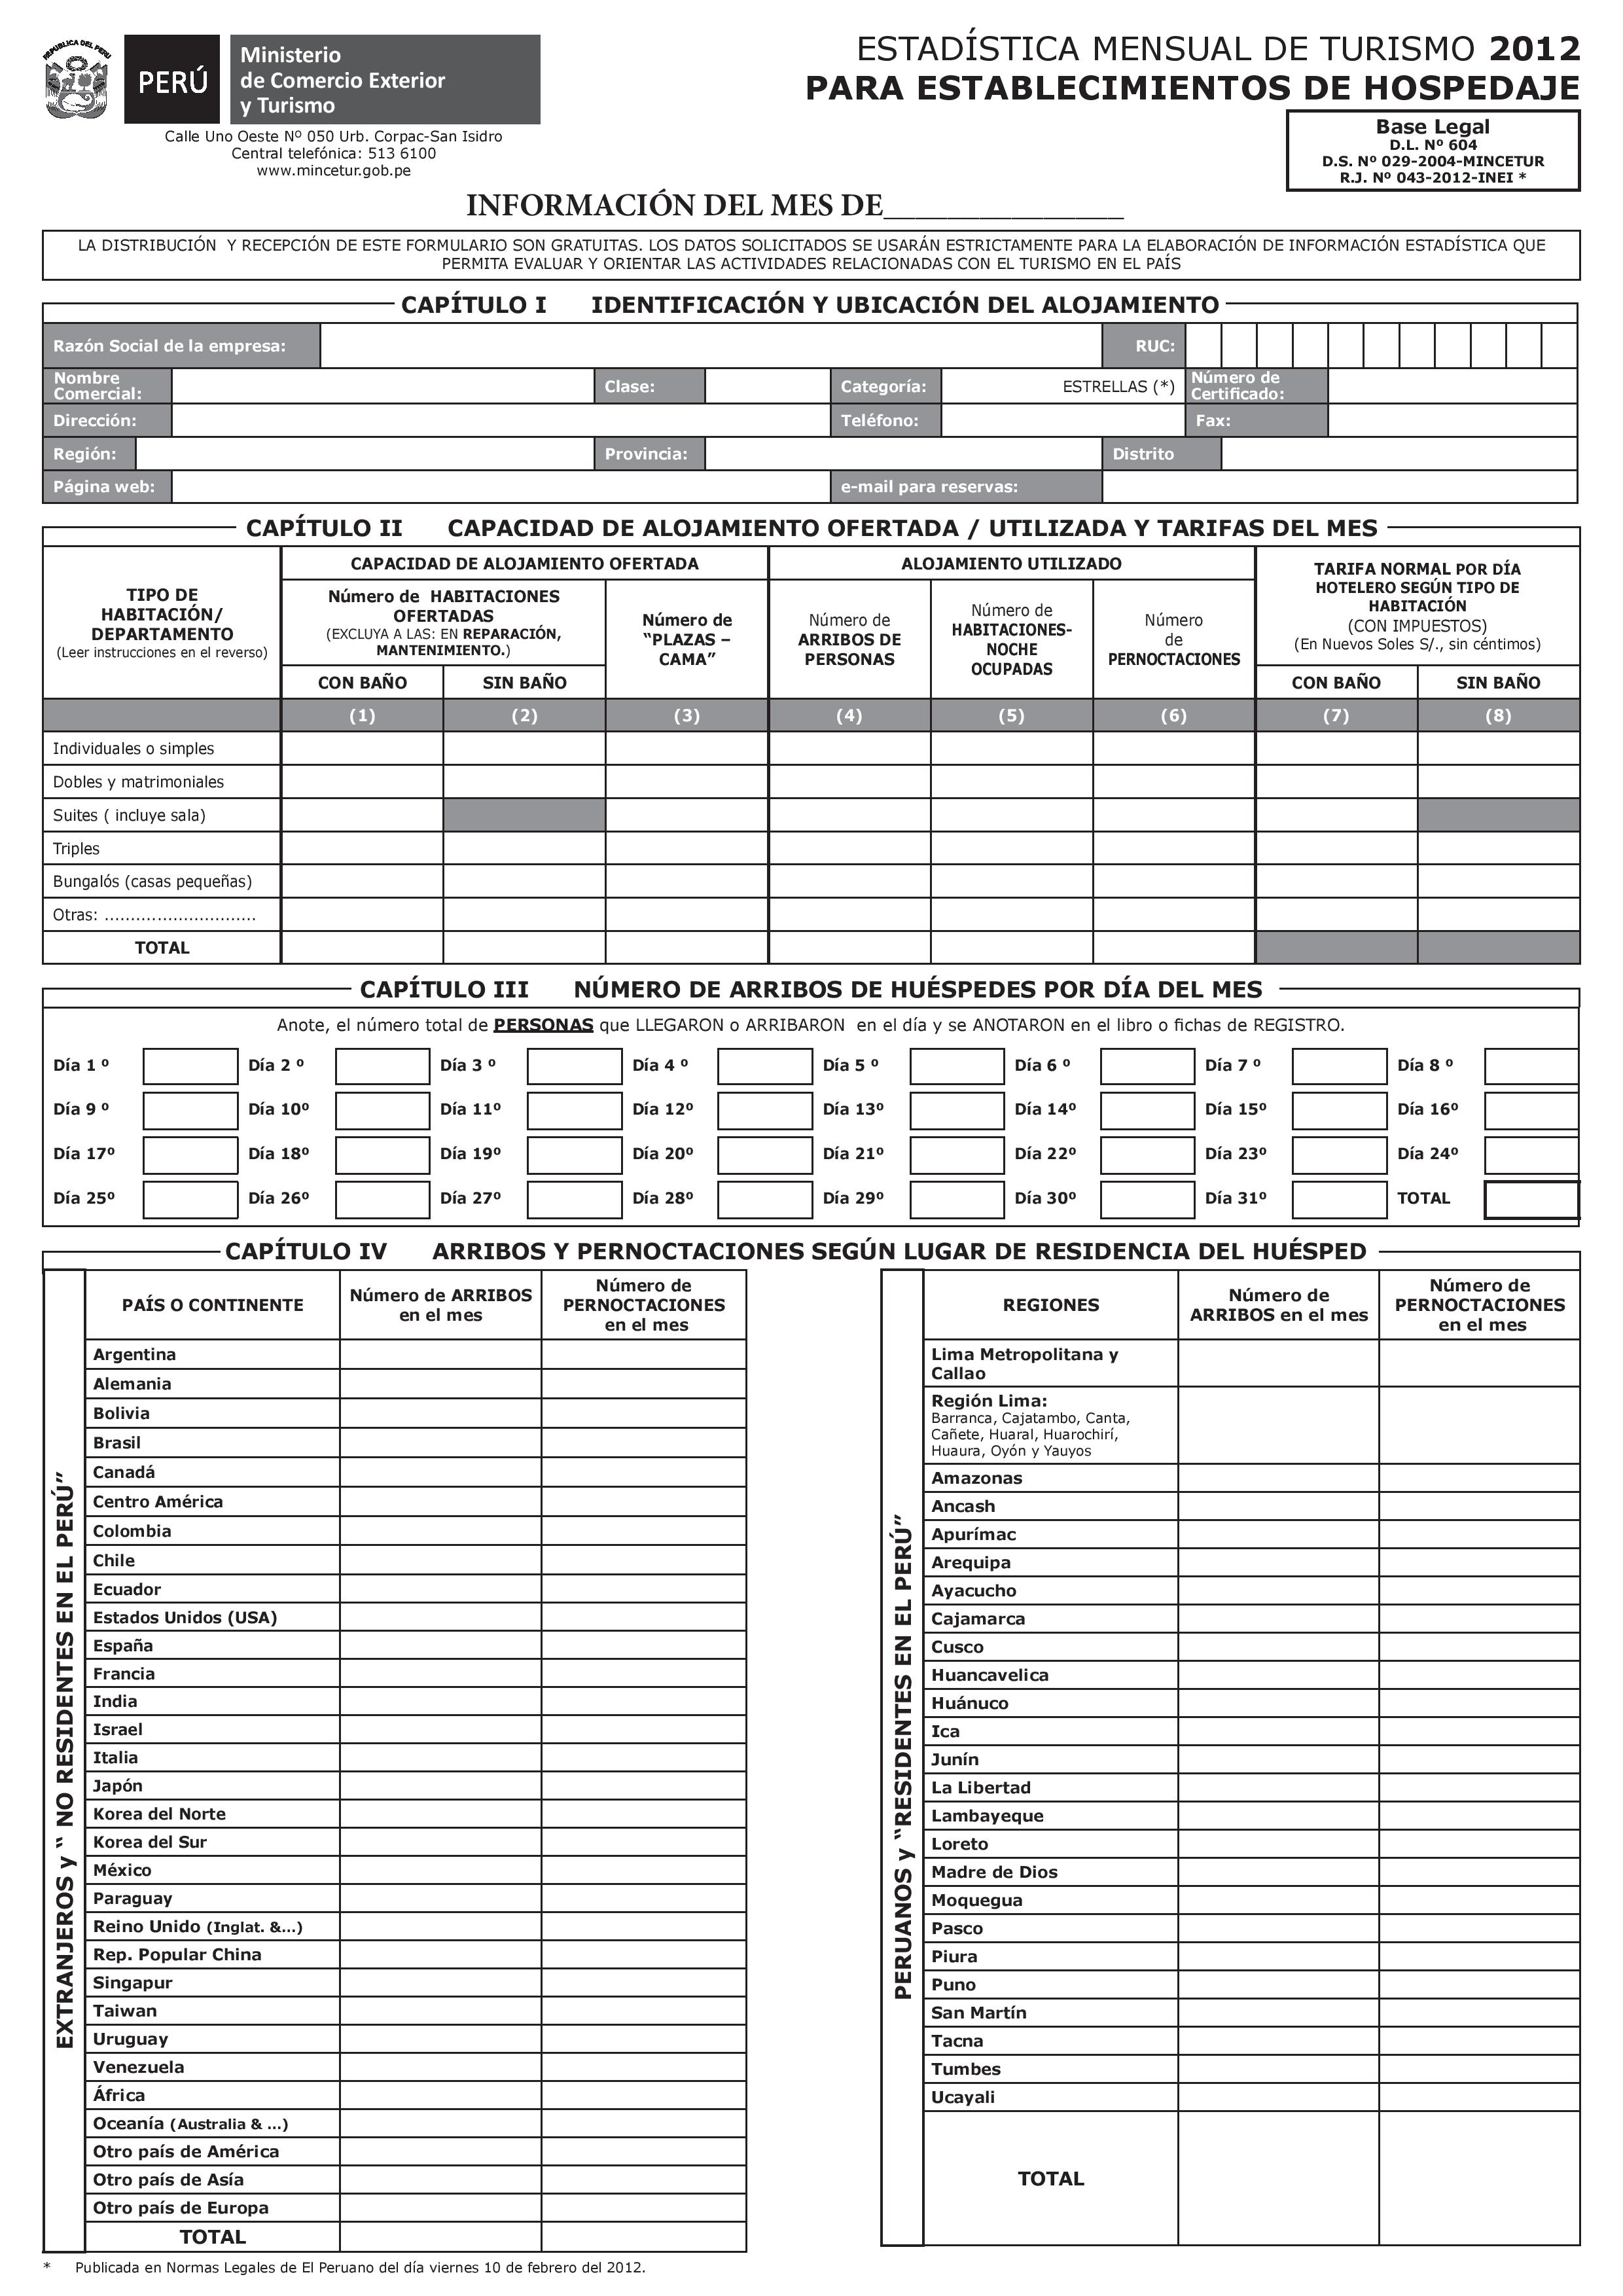 REPUBLICA DEL PERU
PERÚ
Ministerio
de Comercio Exterior
y Turismo
Calle Uno Oeste Nº 050 Urb. Corpac-San Isidro
Central telefónica: 513 6100
www.mincetur.gob.pe
ESTADÍSTICA MENSUAL DE TURISMO 2012
PARA ESTABLECIMIENTOS DE HOSPEDAJE
Base Legal
D.L. Nº 604
D.S. Nº 029-2004-MINCETUR
R.J. Nº 043-2012-INEI *
INFORMACIÓN DEL MES DE________________
LA DISTRIBUCIÓN Y RECEPCIÓN DE ESTE FORMULARIO SON GRATUITAS. LOS DATOS SOLICITADOS SE USARÁN ESTRICTAMENTE PARA LA ELABORACIÓN DE INFORMACIÓN ESTADÍSTICA QUE
PERMITA EVALUAR Y ORIENTAR LAS ACTIVIDADES RELACIONADAS CON EL TURISMO EN EL PAÍS
CAPÍTULO I IDENTIFICACIÓN Y UBICACIÓN DEL ALOJAMIENTO
Razón Social de la empresa: RUC:
Nombre
Comercial:
Clase: Categoría: ESTRELLAS (*)
Número de
Certificado:
Dirección: Teléfono: Fax:
Región: Provincia: Distrito
Página web: e-mail para reservas:
CAPÍTULO II CAPACIDAD DE ALOJAMIENTO OFERTADA / UTILIZADA Y TARIFAS DEL MES
TIPO DE
HABITACIÓN/
DEPARTAMENTO
(Leer instrucciones en el reverso)
CAPACIDAD DE ALOJAMIENTO OFERTADA
Número de HABITACIONES
OFERTADAS
(EXCLUYA A LAS: EN REPARACIÓN,
MANTENIMIENTO.)
CON BAÑO SIN BAÑO
Número de
“PLAZAS –
CAMA”
ALOJAMIENTO UTILIZADO
Número de
ARRIBOS DE
PERSONAS
Número de
HABITACIONES-
NOCHE
OCUPADAS
Número
de
PERNOCTACIONES
TARIFA NORMAL POR DÍA
HOTELERO SEGÚN TIPO DE
HABITACIÓN
(CON IMPUESTOS)
(En Nuevos Soles S/., sin céntimos)
CON BAÑO SIN BAÑO
(1) (2) (3) (4) (5) (6) (7) (8)
Individuales o simples
Dobles y matrimoniales
Suites ( incluye sala)
Triples
Bungalós (casas pequeñas)
Otras: .............................
TOTAL
CAPÍTULO III NÚMERO DE ARRIBOS DE HUÉSPEDES POR DÍA DEL MES
Anote, el número total de PERSONAS que LLEGARON o ARRIBARON en el día y se ANOTARON en el libro o fichas de REGISTRO.
Día 1 º Día 2 º Día 3 º Día 4 º Día 5 º Día 6 º Día 7 º Día 8 º
Día 9 º Día 10º Día 11º Día 12º Día 13º Día 14º Día 15º Día 16º
Día 17º Día 18º Día 19º Día 20º Día 21º Día 22º Día 23º Día 24º
Día 25º Día 26º Día 27º Día 28º Día 29º Día 30º Día 31º TOTAL
CAPÍTULO IV ARRIBOS Y PERNOCTACIONES SEGÚN LUGAR DE RESIDENCIA DEL HUÉSPED
EXTRANJEROS y “ NO RESIDENTES EN EL PERÚ”
PAÍS O CONTINENTE
Número de ARRIBOS
en el mes
Número de
PERNOCTACIONES
en el mes
Argentina
Alemania
Bolivia
Brasil
Canadá
Centro América
Colombia
Chile
Ecuador
Estados Unidos (USA)
España
Francia
India
Israel
Italia
Japón
Korea del Norte
Korea del Sur
México
Paraguay
Reino Unido (Inglat. &...)
Rep. Popular China
Singapur
Taiwan
Uruguay
Venezuela
África
Oceanía (Australia & ...)
Otro país de América
Otro país de Asía
Otro país de Europa
TOTAL
PERUANOS y “RESIDENTES EN EL PERÚ”
REGIONES
Número de
ARRIBOS en el mes
Número de
PERNOCTACIONES
en el mes
Lima Metropolitana y
Callao
Región Lima:
Barranca, Cajatambo, Canta,
Cañete, Huaral, Huarochirí,
Huaura, Oyón y Yauyos
Amazonas
Ancash
Apurímac
Arequipa
Ayacucho
Cajamarca
Cusco
Huancavelica
Huánuco
Ica
Junín
La Libertad
Lambayeque
Loreto
Madre de Dios
Moquegua
Pasco
Piura
Puno
San Martín
Tacna
Tumbes
Ucayali
TOTAL
* Publicada en Normas Legales de El Peruano del día viernes 10 de febrero del 2012.